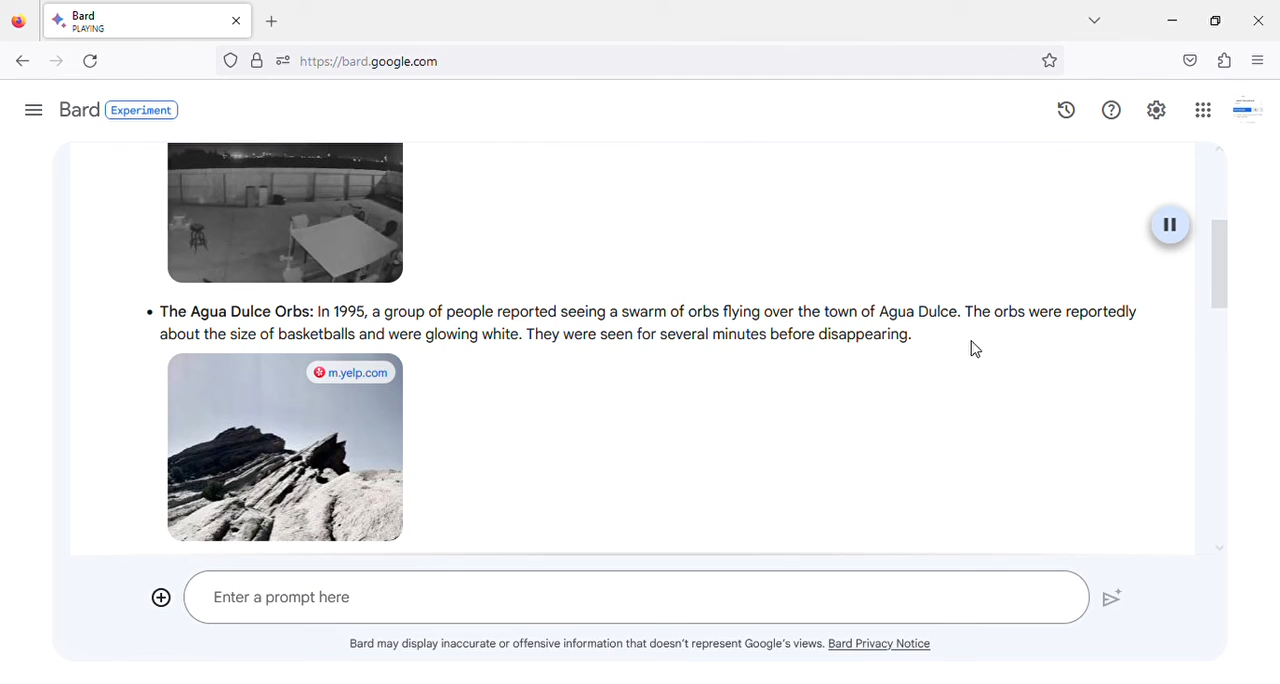 Bard
PLAYING
https://bard.google.com
Bard Experiment
The Agua Dulce Orbs: In 1995, a group of people reported seeing a swarm of orbs flying over the town of Agua Dulce. The orbs were reportedly
about the size of basketballs and were glowing white. They were seen for several minutes before disappearing.
m.yelp.com
Enter a prompt here
Bard may display inaccurate or offensive information that doesn't represent Google's views. Bard Privacy Notice